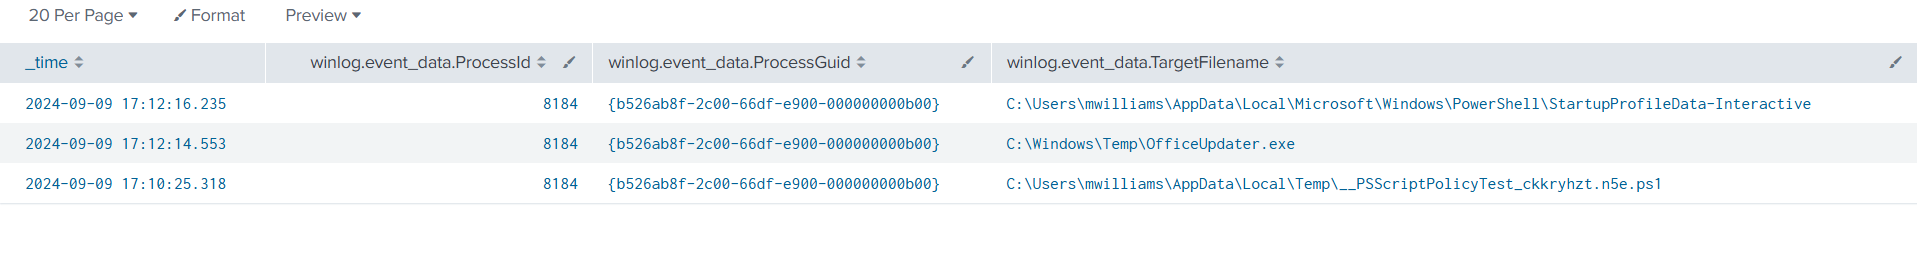 20 Per Page Format Preview
_time winlog.event_data.ProcessId winlog.event_data.ProcessGuid winlog.event_data.TargetFilename
2024-09-09 17:12:16.235 8184 {b526ab8f-2c00-66df-e900-000000000b00} C:\Users\mwilliams\AppData\Local\Microsoft\Windows\PowerShell\StartupProfileData-Interactive
2024-09-09 17:12:14.553 8184 {b526ab8f-2c00-66df-e900-000000000b00} C:\Windows\Temp\OfficeUpdater.exe
2024-09-09 17:10:25.318 8184 {b526ab8f-2c00-66df-e900-000000000b00} C:\Users\mwilliams\AppData\Local\Temp\__PSScriptPolicyTest_ckkryhzt.n5e.ps1